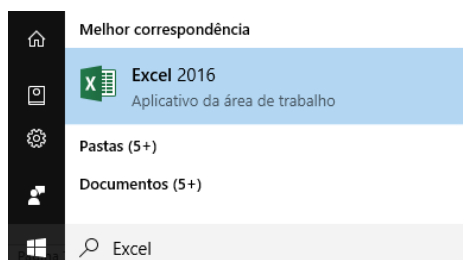 Melhor correspondência
Excel 2016
Aplicativo da área de trabalho
Pastas (5+)
Documentos (5+)
Excel